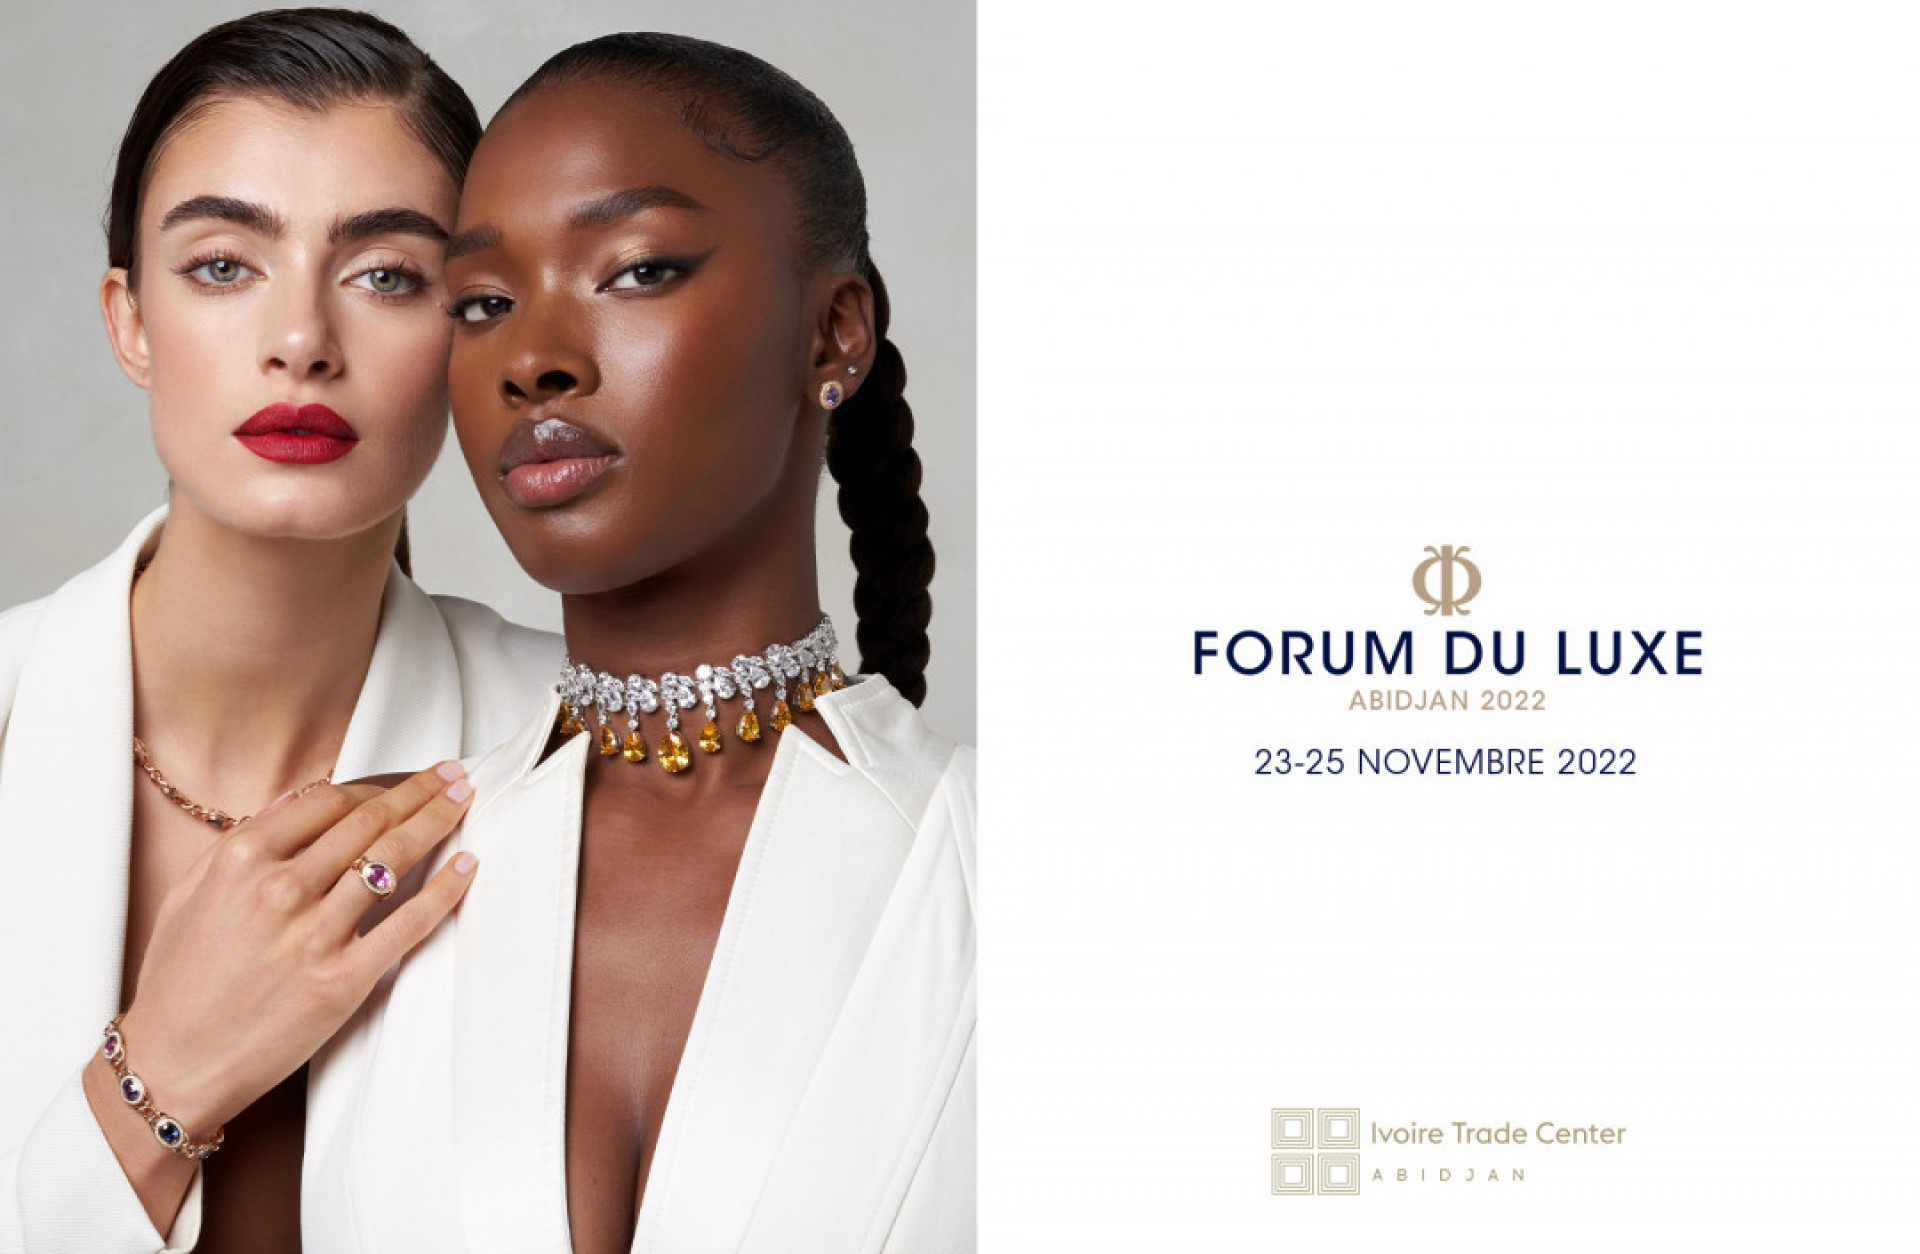 FORUM DU LUXE
ABIDJAN 2022
23-25 NOVEMBRE 2022
Ivoire Trade Center
ABIDJAN